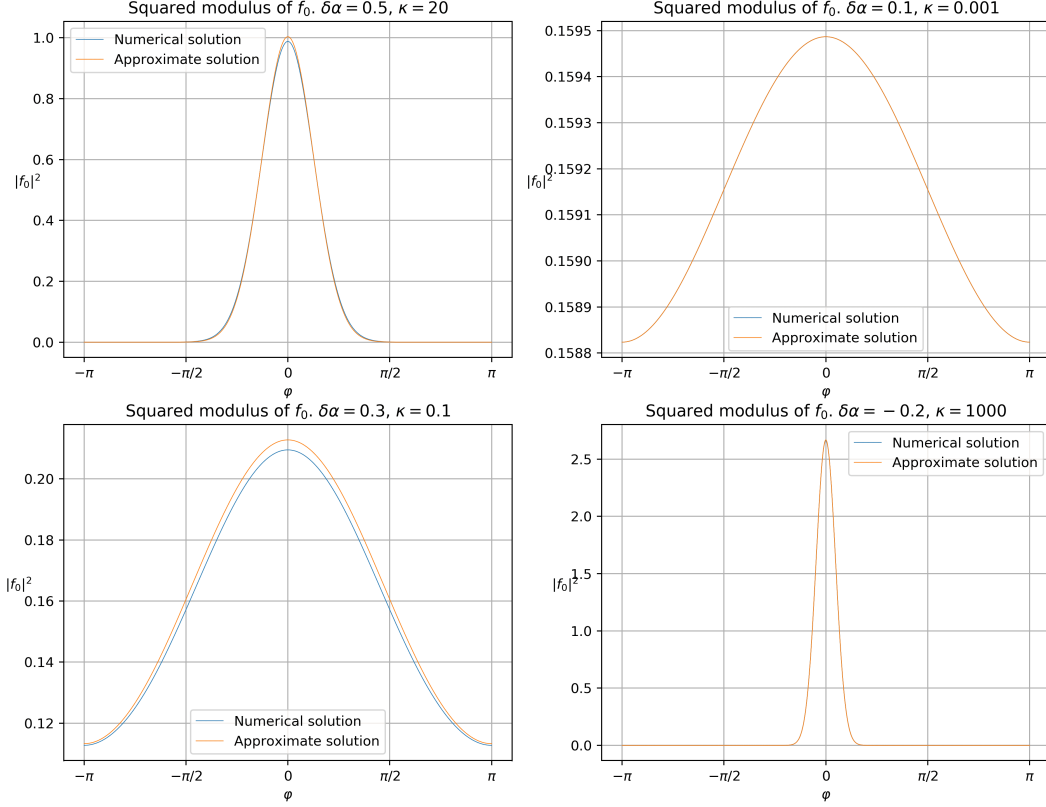 Squared modulus of f₀. δα = 0.5, κ = 20
1.0
0.8
0.6
0.4
0.2
0.0
|f₀|²
Numerical solution
Approximate solution
−π
−π/2
0
π/2
π
φ
Squared modulus of f₀. δα = 0.1, κ = 0.001
0.1595
0.1594
0.1593
0.1592
0.1591
0.1590
0.1589
0.1588
|f₀|²
Numerical solution
Approximate solution
−π
−π/2
0
π/2
π
φ
Squared modulus of f₀. δα = 0.3, κ = 0.1
0.20
0.18
0.16
0.14
0.12
|f₀|²
Numerical solution
Approximate solution
−π
−π/2
0
π/2
π
φ
Squared modulus of f₀. δα = − 0.2, κ = 1000
2.5
2.0
1.5
1.0
0.5
0.0
|f₀|²
Numerical solution
Approximate solution
−π
−π/2
0
π/2
π
φ